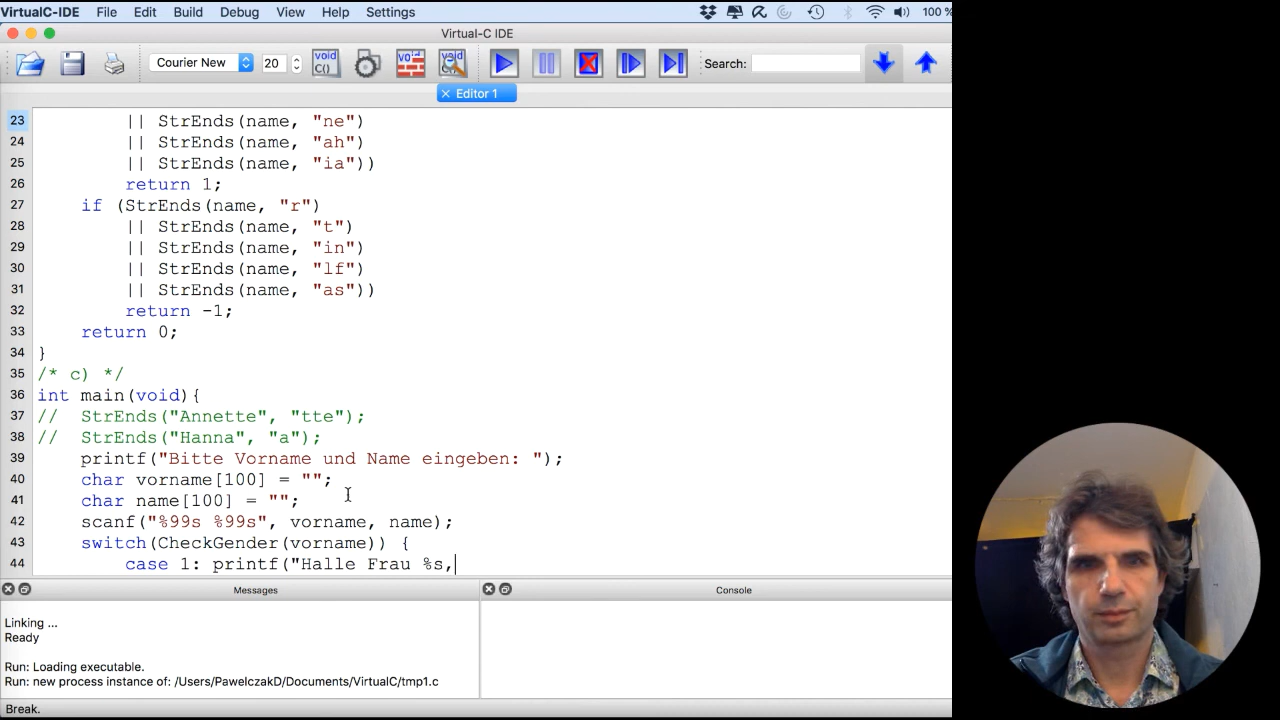 VirtualC-IDE File Edit Build Debug View Help Settings 100 %
Virtual-C IDE
Courier New 20 void C() void void C() Search:
× Editor 1
23 || StrEnds(name, "ne")
24 || StrEnds(name, "ah")
25 || StrEnds(name, "ia"))
26 return 1;
27 if (StrEnds(name, "r")
28 || StrEnds(name, "t")
29 || StrEnds(name, "in")
30 || StrEnds(name, "lf")
31 || StrEnds(name, "as"))
32 return -1;
33 return 0;
34 }
35 /* c) */
36 int main(void){
37 // StrEnds("Annette", "tte");
38 // StrEnds("Hanna", "a");
39 printf("Bitte Vorname und Name eingeben: ");
40 char vorname[100] = "";
41 char name[100] = "";
42 scanf("%99s %99s", vorname, name);
43 switch(CheckGender(vorname)) {
44 case 1: printf("Halle Frau %s,
Messages
Console
Linking ...
Ready
Run: Loading executable.
Run: new process instance of: /Users/PawelczakD/Documents/VirtualC/tmp1.c
Break.